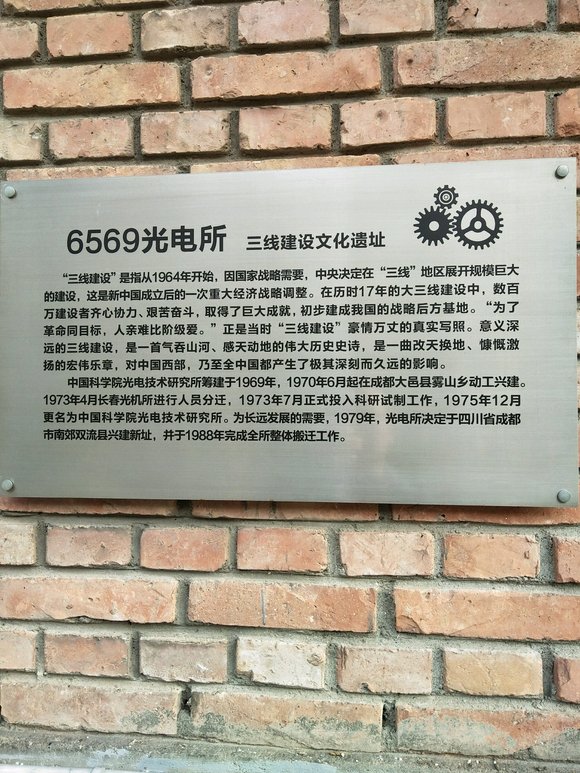 6569光电所 三线建设文化遗址
“三线建设”是指从1964年开始，因国家战略需要，中央决定在“三线”地区展开规模巨大
的建设，这是新中国成立后的一次重大经济战略调整。在历时17年的大三线建设中，数百
万建设者齐心协力、艰苦奋斗，取得了巨大成就，初步建成我国的战略后方基地。“为了
革命同目标，人亲难比阶级爱。”正是当时“三线建设”豪情万丈的真实写照。意义深
远的三线建设，是一首气吞山河、感天动地的伟大历史史诗，是一曲改天换地、慷慨激
扬的宏伟乐章，对中国西部，乃至全中国都产生了极其深刻而久远的影响。
中国科学院光电技术研究所筹建于1969年，1970年6月起在成都大邑县雾山乡动工兴建。
1973年4月长春光机所进行人员分迁，1973年7月正式投入科研试制工作，1975年12月
更名为中国科学院光电技术研究所。为长远发展的需要，1979年，光电所决定于四川省成都
市南郊双流县兴建新址，并于1988年完成全所整体搬迁工作。